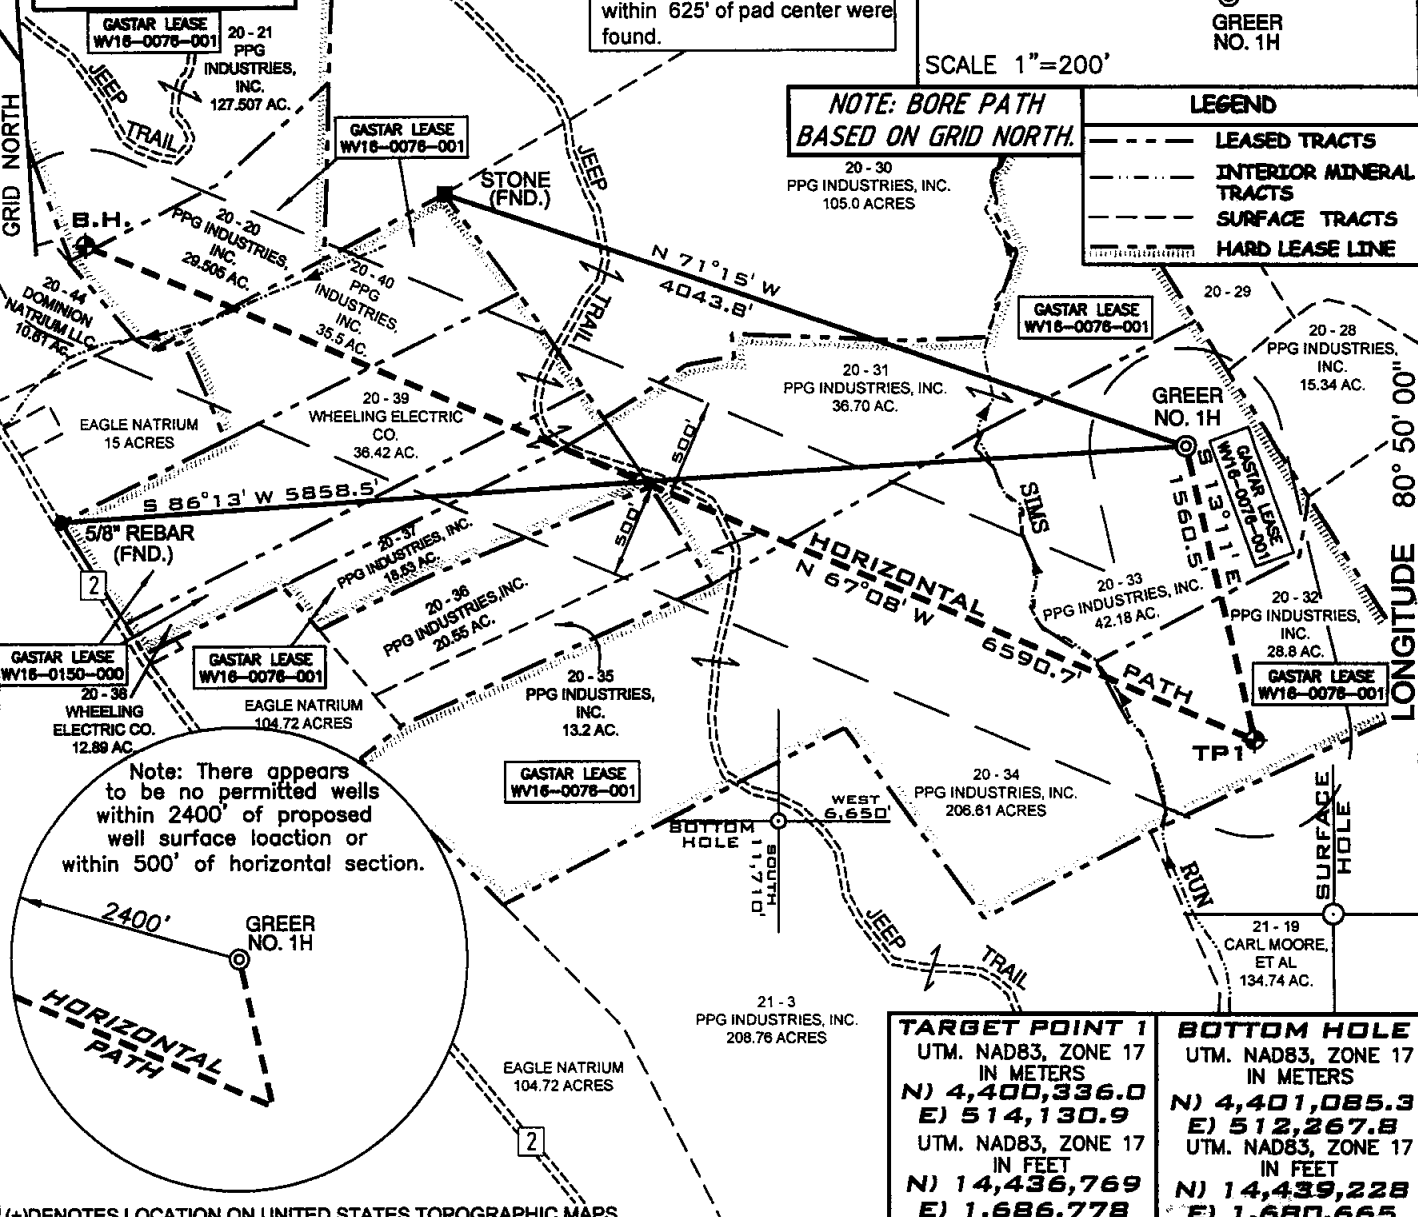 within 625' of pad center were
found.
GREER
NO. 1H
SCALE 1"=200'
NOTE: BORE PATH
BASED ON GRID NORTH.
LEGEND
LEASED TRACTS
INTERIOR MINERAL
TRACTS
SURFACE TRACTS
HARD LEASE LINE
GASTAR LEASE
WV16-0076-001
20 - 21
PPG
INDUSTRIES,
INC.
127.507 AC.
JEEP
TRAIL
GRID NORTH
GASTAR LEASE
WV16-0076-001
STONE
(FND.)
JEEP
TRAIL
20 - 30
PPG INDUSTRIES, INC.
105.0 ACRES
B.H.
20 - 20
PPG INDUSTRIES,
INC.
29.505 AC.
20 - 40
PPG
INDUSTRIES,
INC.
35.5 AC.
20 - 44
DOMINION
NATRIUM LLC.
10.81 AC.
N 71°15' W
4043.8'
GASTAR LEASE
WV16-0076-001
20 - 29
20 - 28
PPG INDUSTRIES,
INC.
15.34 AC.
20 - 31
PPG INDUSTRIES, INC.
36.70 AC.
GREER
NO. 1H
EAGLE NATRIUM
15 ACRES
20 - 39
WHEELING ELECTRIC
CO.
36.42 AC.
500'
500'
S 86°13' W 5858.5'
5/8" REBAR
(FND.)
2
GASTAR LEASE
WV16-0076-001
S 13°11' E
1560.5'
LONGITUDE 80° 50' 00"
SIMS
20 - 37
PPG INDUSTRIES, INC.
18.53 AC.
20 - 36
PPG INDUSTRIES, INC.
20.55 AC.
HORIZONTAL
PATH
N 67°08' W
6590.7'
20 - 33
PPG INDUSTRIES, INC.
42.18 AC.
20 - 32
PPG INDUSTRIES,
INC.
28.8 AC.
GASTAR LEASE
WV16-0150-000
GASTAR LEASE
WV16-0076-001
GASTAR LEASE
WV16-0076-001
20 - 38
WHEELING
ELECTRIC CO.
12.89 AC.
EAGLE NATRIUM
104.72 ACRES
20 - 35
PPG INDUSTRIES,
INC.
13.2 AC.
TP1
GASTAR LEASE
WV16-0076-001
20 - 34
PPG INDUSTRIES, INC.
206.61 ACRES
WEST
6,650'
BOTTOM
HOLE
SOUTH
11,710'
SURFACE
HOLE
Note: There appears
to be no permitted wells
within 2400' of proposed
well surface loaction or
within 500' of horizontal section.
2400'
GREER
NO. 1H
HORIZONTAL
PATH
JEEP
TRAIL
RUN
21 - 19
CARL MOORE,
ET AL
134.74 AC.
21 - 3
PPG INDUSTRIES, INC.
208.76 ACRES
EAGLE NATRIUM
104.72 ACRES
2
TARGET POINT 1
UTM. NAD83, ZONE 17
IN METERS
N) 4,400,336.0
E) 514,130.9
UTM. NAD83, ZONE 17
IN FEET
N) 14,436,769
E) 1,686,778
BOTTOM HOLE
UTM. NAD83, ZONE 17
IN METERS
N) 4,401,085.3
E) 512,267.8
UTM. NAD83, ZONE 17
IN FEET
N) 14,439,228
E) 1,680,665
(+)DENOTES LOCATION ON UNITED STATES TOPOGRAPHIC MAPS